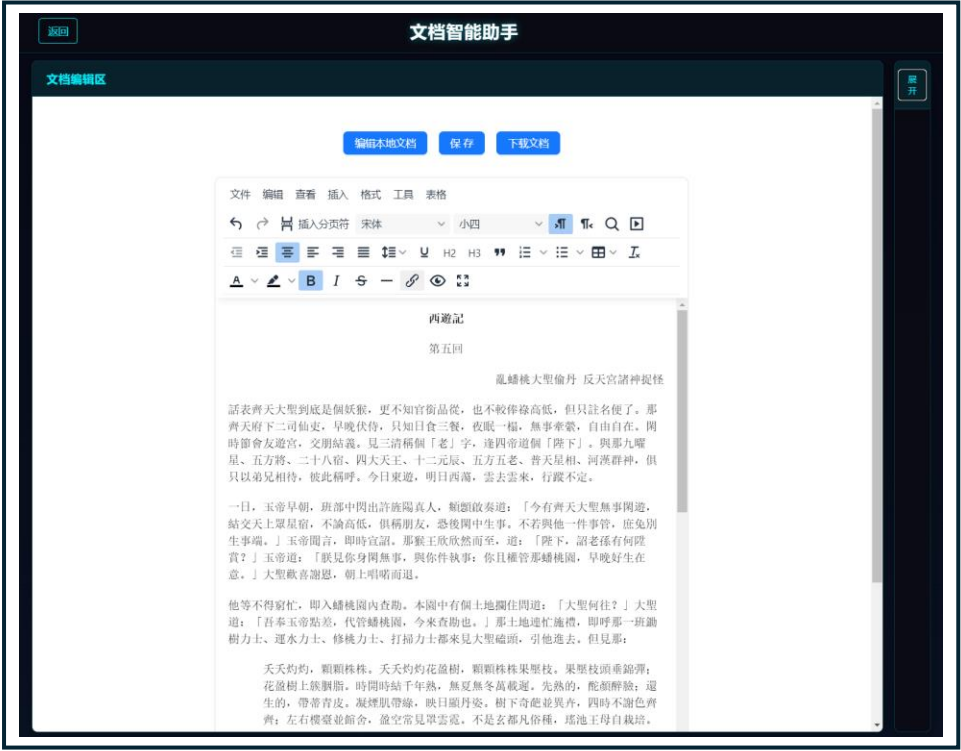 返回
文档智能助手
文档编辑区
展开
编辑本地文档 保 存 下载文档
文件 编辑 查看 插入 格式 工具 表格
插入分页符 宋体 小四
H2 H3
A B I S
西遊記
第五回
亂蟠桃大聖偷丹 反天宮諸神捉怪
話表齊天大聖到底是個妖猴，更不知官銜品從，也不較俸祿高低，但只註名便了。那
齊天府下二司仙吏，早晚伏侍，只知日食三餐，夜眠一榻，無事牽縈，自由自在。閑
時節會友遊宮，交朋結義。見三清稱個「老」字，逢四帝道個「陛下」。與那九曜
星、五方將、二十八宿、四大天王、十二元辰、五方五老、普天星相、河漢群神，俱
只以弟兄相待，彼此稱呼。今日東遊，明日西蕩，雲去雲來，行蹤不定。
一日，玉帝早朝，班部中閃出許旌陽真人，頫顖啟奏道：「今有齊天大聖無事閑遊，
結交天上眾星宿，不論高低，俱稱朋友，恐後閑中生事。不若與他一件事管，庶免別
生事端。」玉帝聞言，即時宣詔。那猴王欣欣然而至，道：「陛下，詔老孫有何陞
賞？」玉帝道：「朕見你身閑無事，與你件執事：你且權管那蟠桃園，早晚好生在
意。」大聖歡喜謝恩，朝上唱喏而退。
他等不得窮忙，即入蟠桃園內查勘。本園中有個土地攔住問道：「大聖何往？」大聖
道：「吾奉玉帝點差，代管蟠桃園，今來查勘也。」那土地連忙施禮，即呼那一班鋤
樹力士、運水力士、修桃力士、打掃力士都來見大聖磕頭，引他進去。但見那：
夭夭灼灼，顆顆株株。夭夭灼灼花盈樹，顆顆株株果壓枝。果壓枝頭垂錦彈；
花盈樹上簇胭脂。時開時結千年熟，無夏無冬萬載遲。先熟的，酡顏醉臉；還
生的，帶蒂青皮。凝煙肌帶綠，映日顯丹姿。樹下奇葩並異卉，四時不謝色齊
齊；左右樓臺並館舍，盈空常見罩雲霓。不是玄都凡俗種，瑤池王母自栽培。